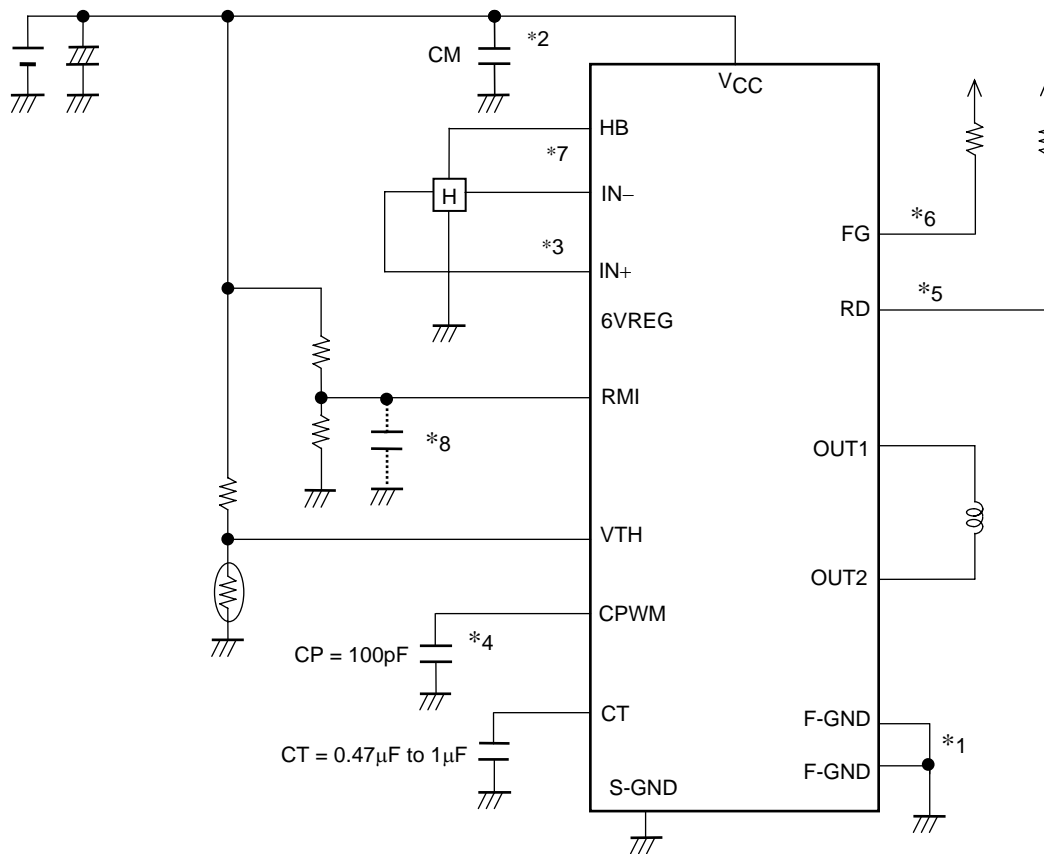 CM
*2
VCC
HB
*7
H
IN−
*3
IN+
6VREG
RMI
*8
VTH
CPWM
*4
CP = 100pF
CT
CT = 0.47μF to 1μF
S-GND
FG
*6
RD
*5
OUT1
OUT2
F-GND
*1
F-GND